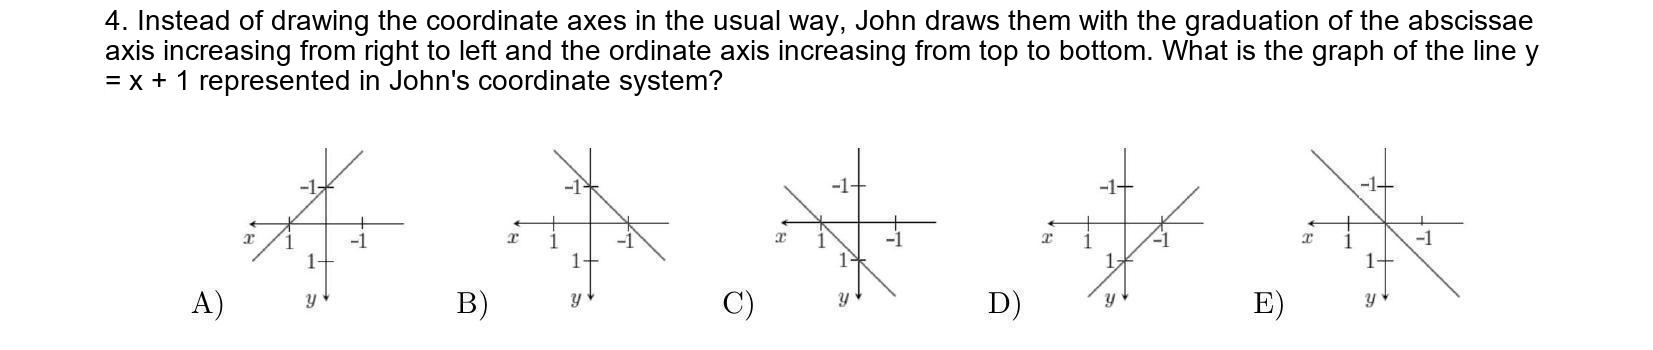 4. Instead of drawing the coordinate axes in the usual way, John draws them with the graduation of the abscissae
axis increasing from right to left and the ordinate axis increasing from top to bottom. What is the graph of the line y
= x + 1 represented in John's coordinate system?
A) x 1 -1 -1 1 y
B) x 1 -1 -1 1 y
C) x 1 -1 -1 1 y
D) x 1 -1 -1 1 y
E) x 1 -1 -1 1 y